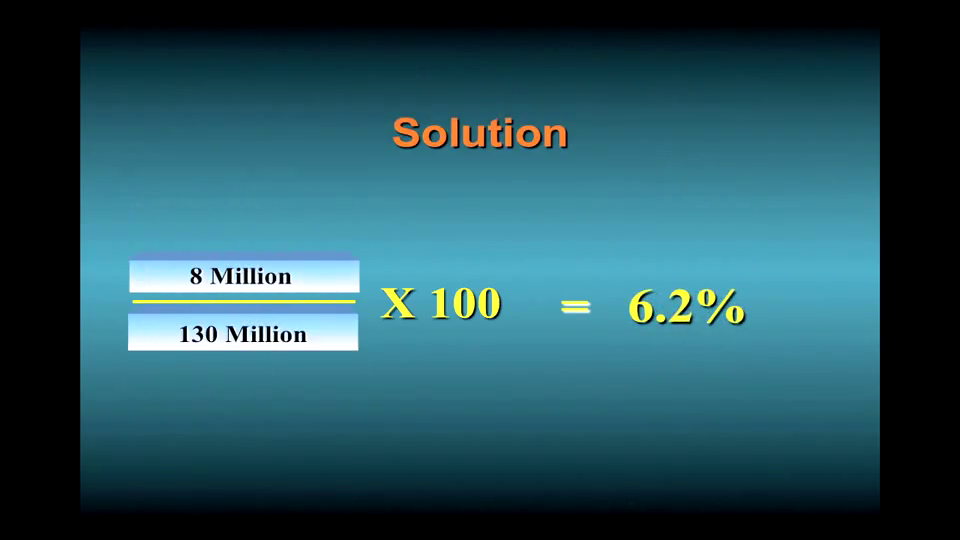 Solution
8 Million
130 Million
X 100 = 6.2%